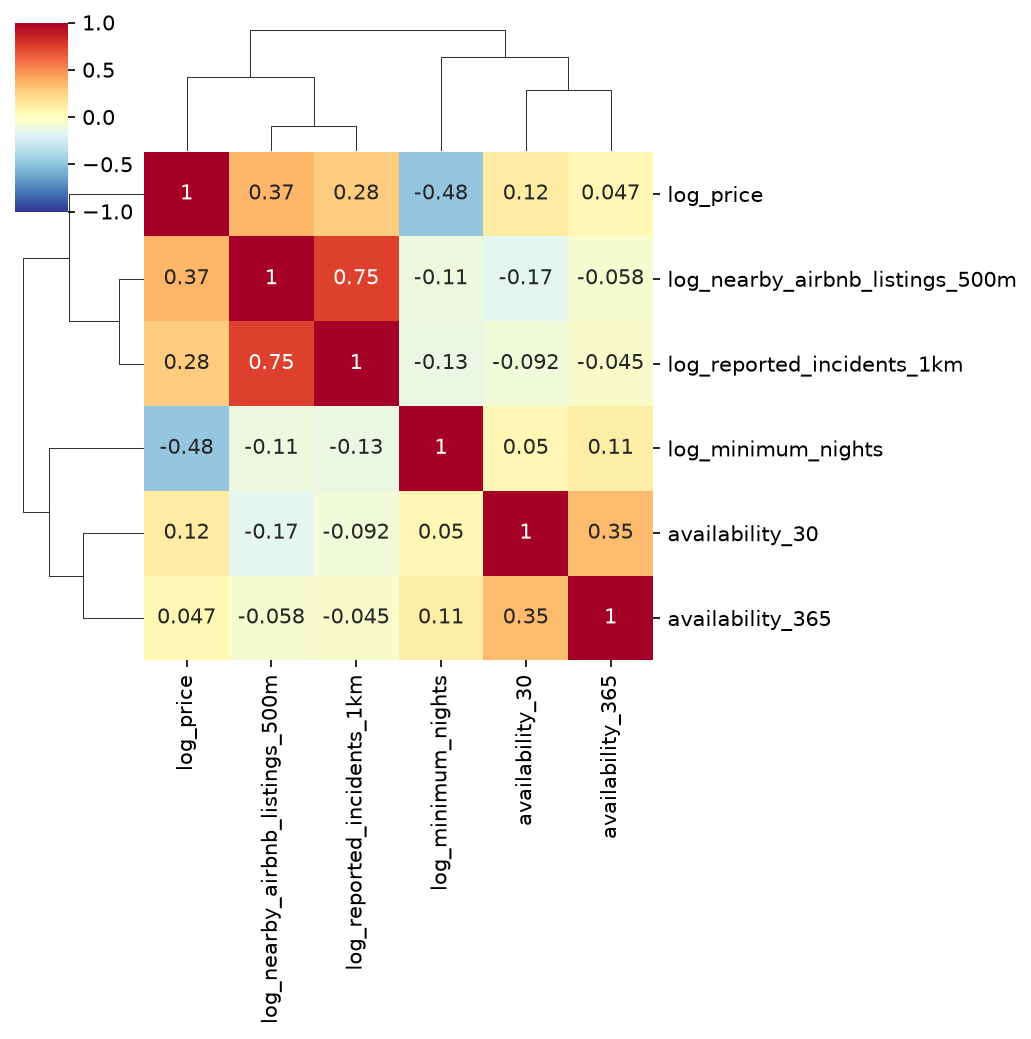 1.0
0.5
0.0
−0.5
−1.0
1 0.37 0.28 -0.48 0.12 0.047 log_price
0.37 1 0.75 -0.11 -0.17 -0.058 log_nearby_airbnb_listings_500m
0.28 0.75 1 -0.13 -0.092 -0.045 log_reported_incidents_1km
-0.48 -0.11 -0.13 1 0.05 0.11 log_minimum_nights
0.12 -0.17 -0.092 0.05 1 0.35 availability_30
0.047 -0.058 -0.045 0.11 0.35 1 availability_365
log_price
log_nearby_airbnb_listings_500m
log_reported_incidents_1km
log_minimum_nights
availability_30
availability_365